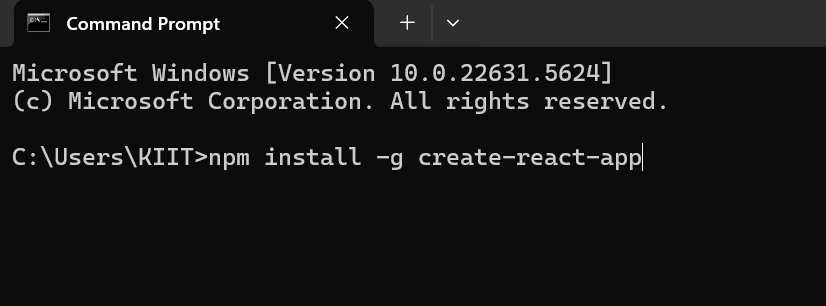 Command Prompt
Microsoft Windows [Version 10.0.22631.5624]
(c) Microsoft Corporation. All rights reserved.
C:\Users\KIIT>npm install -g create-react-app